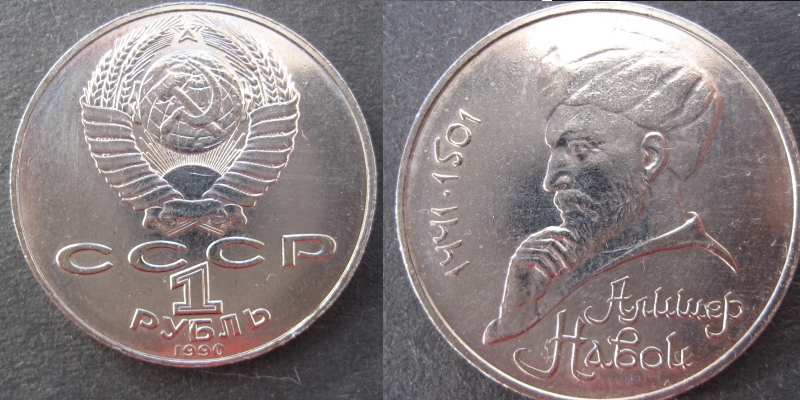 СССР
1
РУБЛЬ
1990
1441·1501
Алишер
Навои